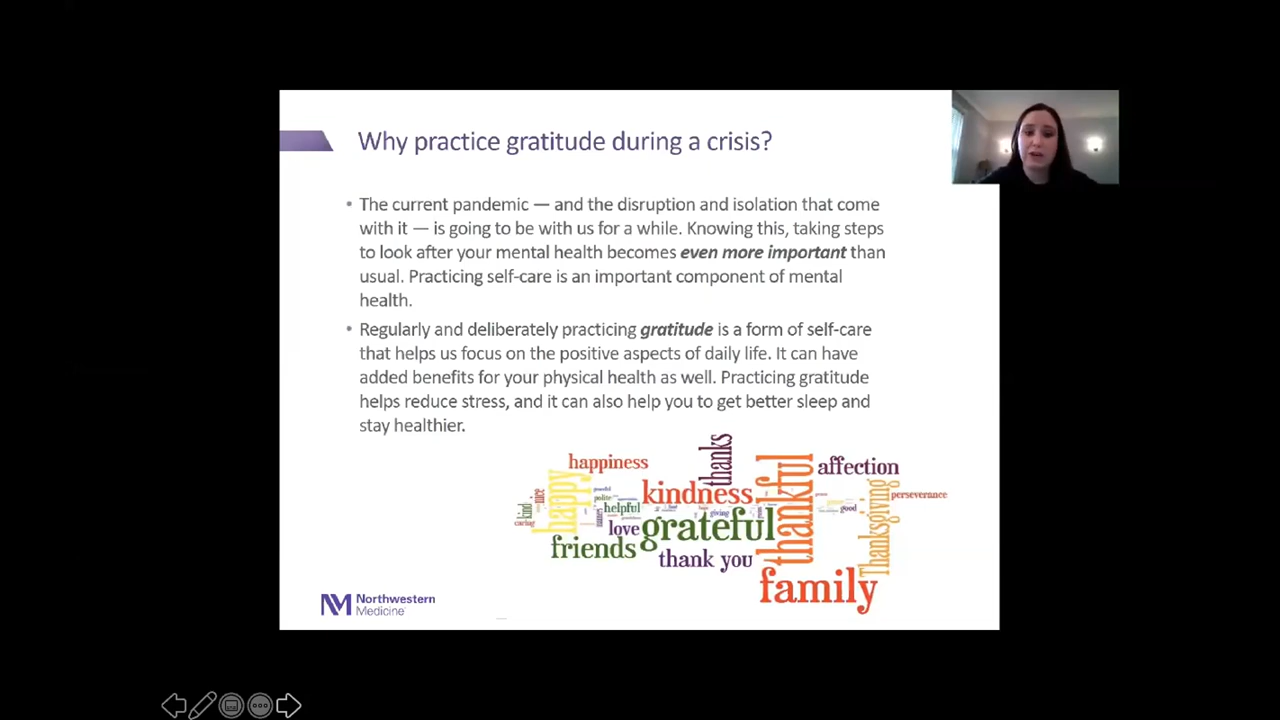 Why practice gratitude during a crisis?
• The current pandemic — and the disruption and isolation that come
with it — is going to be with us for a while. Knowing this, taking steps
to look after your mental health becomes even more important than
usual. Practicing self-care is an important component of mental
health.
• Regularly and deliberately practicing gratitude is a form of self-care
that helps us focus on the positive aspects of daily life. It can have
added benefits for your physical health as well. Practicing gratitude
helps reduce stress, and it can also help you to get better sleep and
stay healthier.
thanks
happiness
affection
thankful
happy
kindness
perseverance
nice
kind
polite
helpful
giving
good
caring
love
grateful
Thanksgiving
friends
thank you
family
Northwestern
Medicine